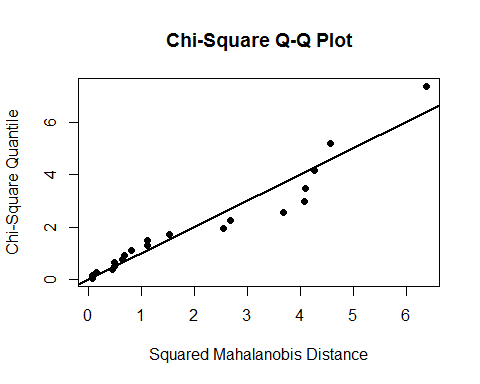 Chi-Square Q-Q Plot
Chi-Square Quantile
6
4
2
0
0 1 2 3 4 5 6
Squared Mahalanobis Distance